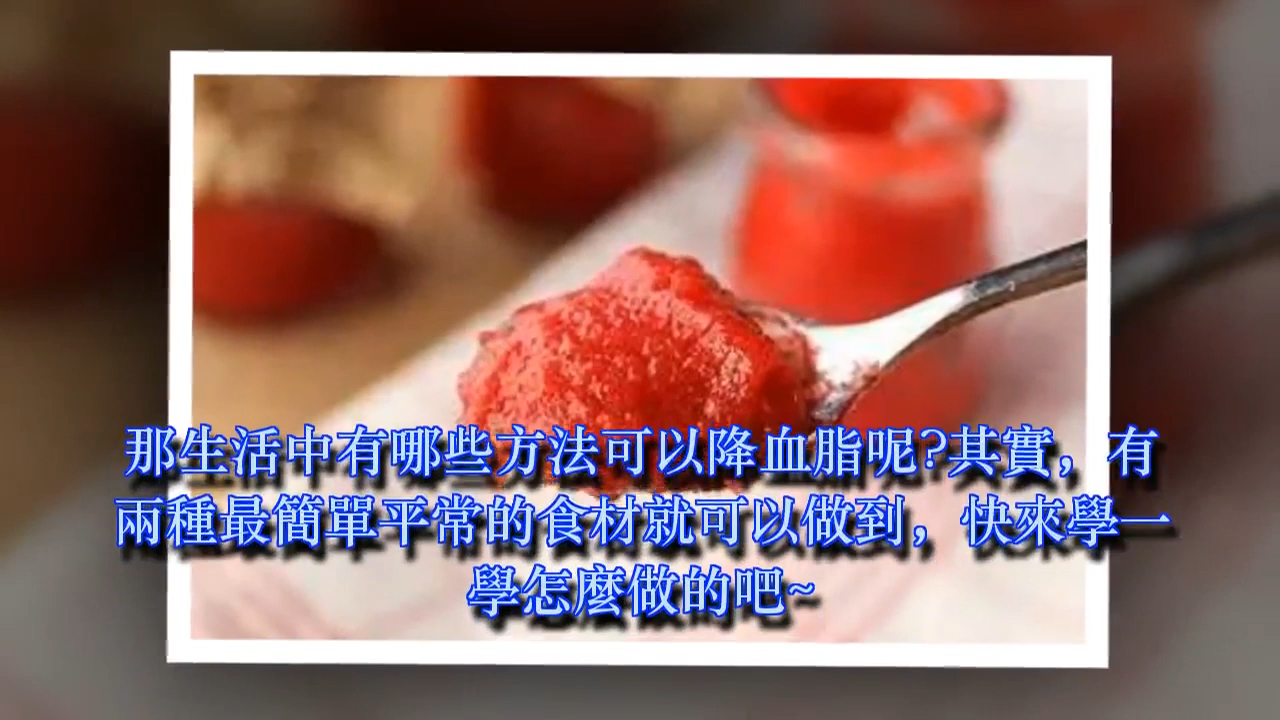 那生活中有哪些方法可以降血脂呢?其實，有
兩種最簡單平常的食材就可以做到，快來學一
學怎麼做的吧~